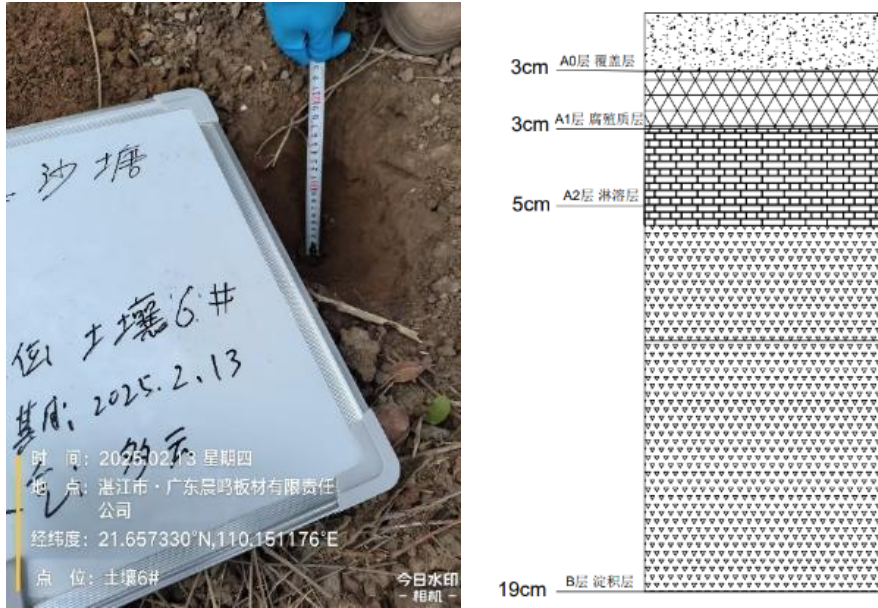 沙塘
位: 土壤6#
期: 2025.2.13
多云
时 间: 2025.02.13 星期四
地 点: 湛江市·广东晨鸣板材有限责任
公司
经纬度: 21.657330°N,110.151176°E
点 位: 土壤6#
今日水印
- 相机 -
3cm A0层 覆盖层
3cm A1层 腐殖质层
5cm A2层 淋溶层
19cm B层 淀积层